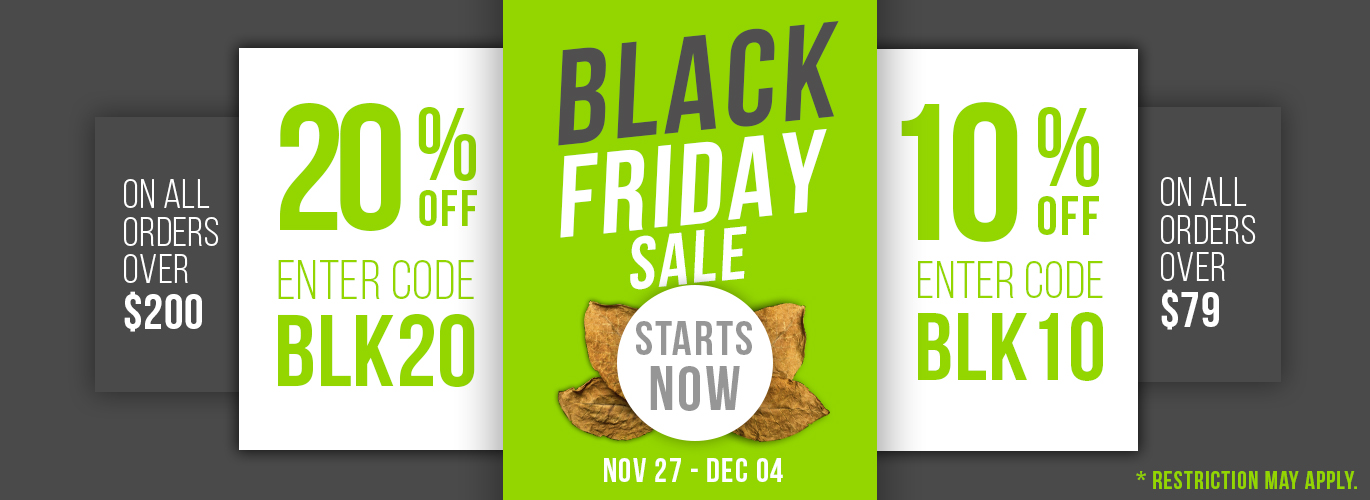 ON ALL
ORDERS
OVER
$200
20%
OFF
ENTER CODE
BLK20
BLACK
FRIDAY
SALE
STARTS
NOW
NOV 27 - DEC 04
10%
OFF
ENTER CODE
BLK10
ON ALL
ORDERS
OVER
$79
* RESTRICTION MAY APPLY.